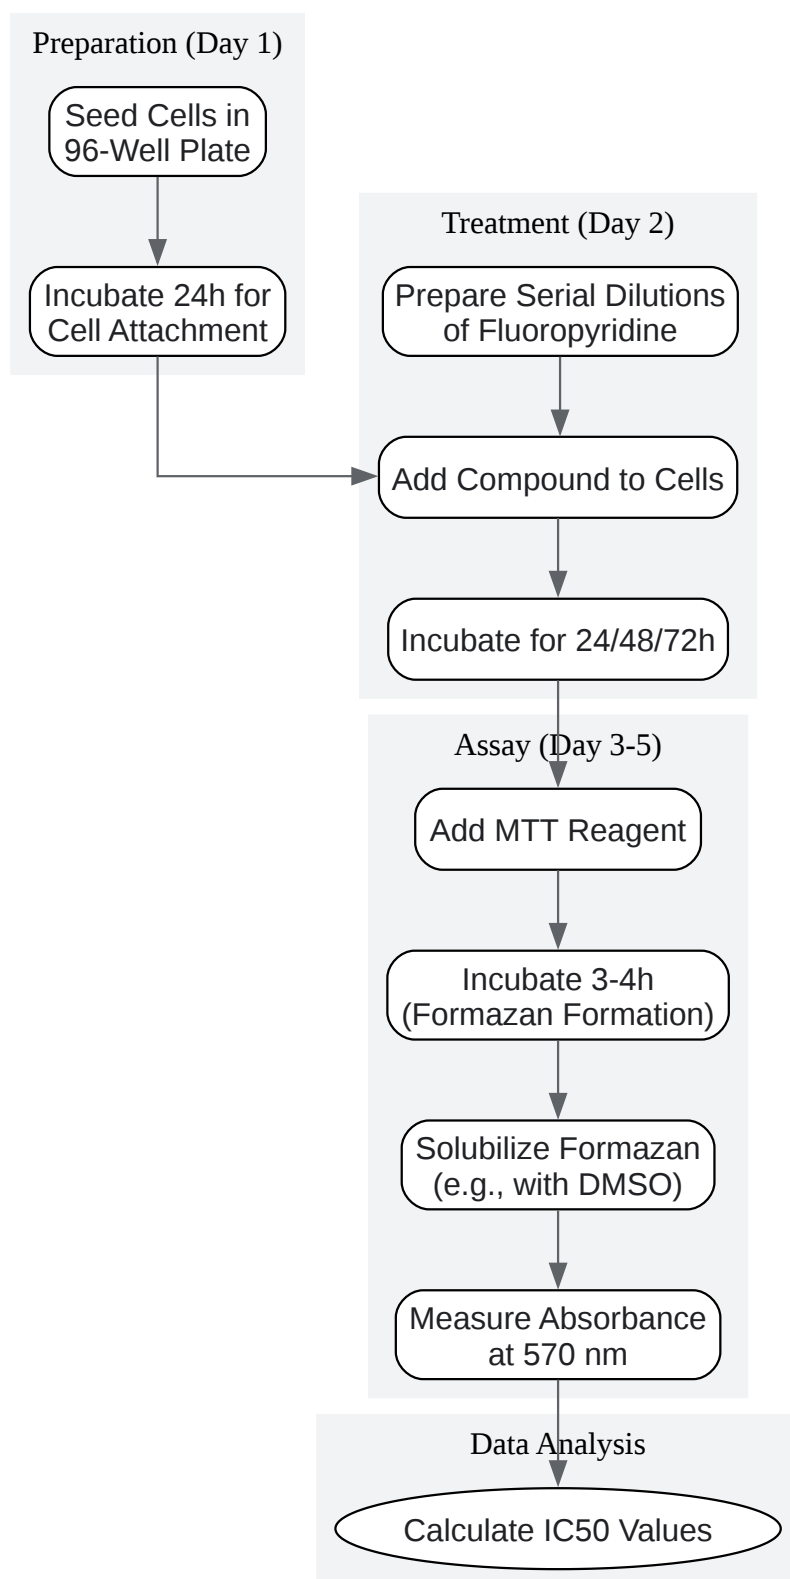 Preparation (Day 1)
Seed Cells in
96-Well Plate
Incubate 24h for
Cell Attachment
Treatment (Day 2)
Prepare Serial Dilutions
of Fluoropyridine
Add Compound to Cells
Incubate for 24/48/72h
Assay (Day 3-5)
Add MTT Reagent
Incubate 3-4h
(Formazan Formation)
Solubilize Formazan
(e.g., with DMSO)
Measure Absorbance
at 570 nm
Data Analysis
Calculate IC50 Values